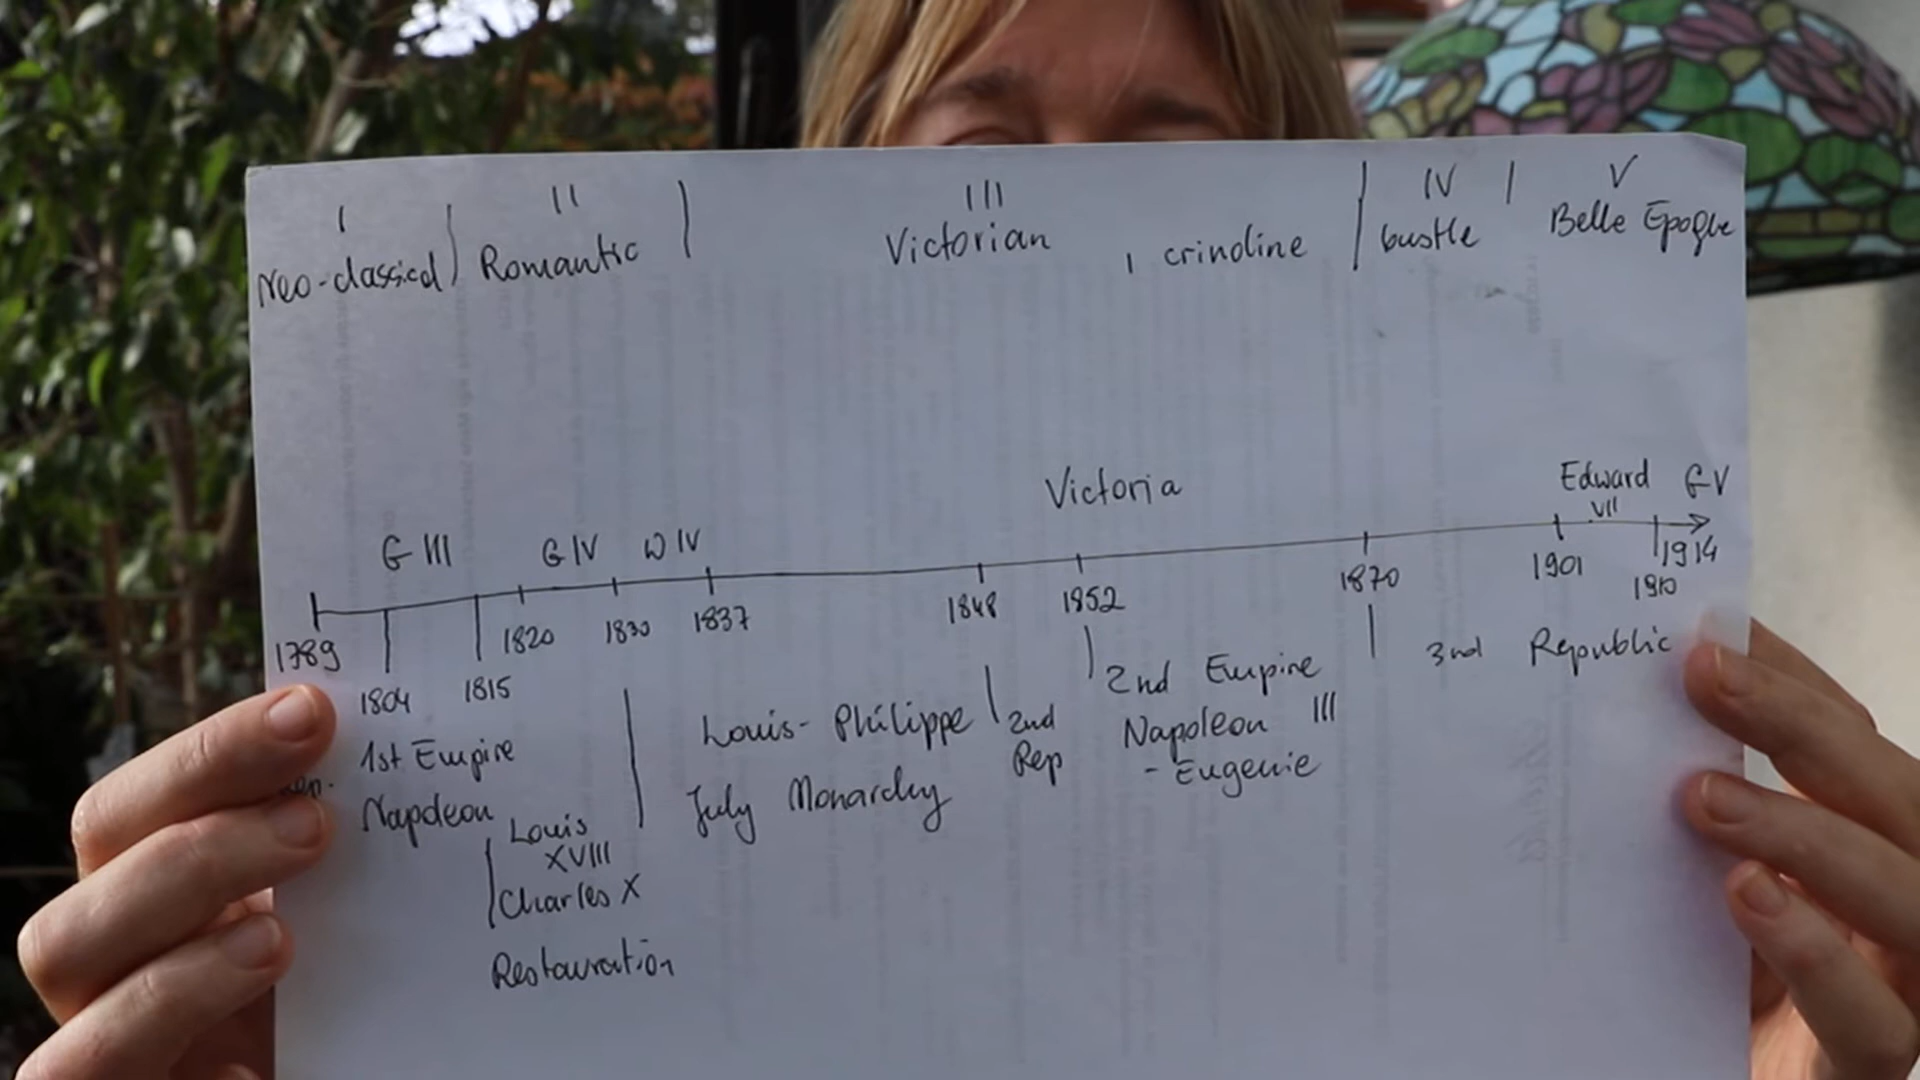 I | II | III IV | V
Neo-classical Romantic Victorian | crinoline | bustle Belle Epoque
Victoria Edward VII G V
G III G IV W IV
1789 1804 1815 1820 1830 1837 1848 1852 1870 1901 1910 1914
1st Empire
Napoleon
Louis
XVIII
Charles X
Restauration
Louis-Philippe
July Monarchy
2nd
Rep
2nd Empire
Napoleon III
- Eugenie
3nd Republic